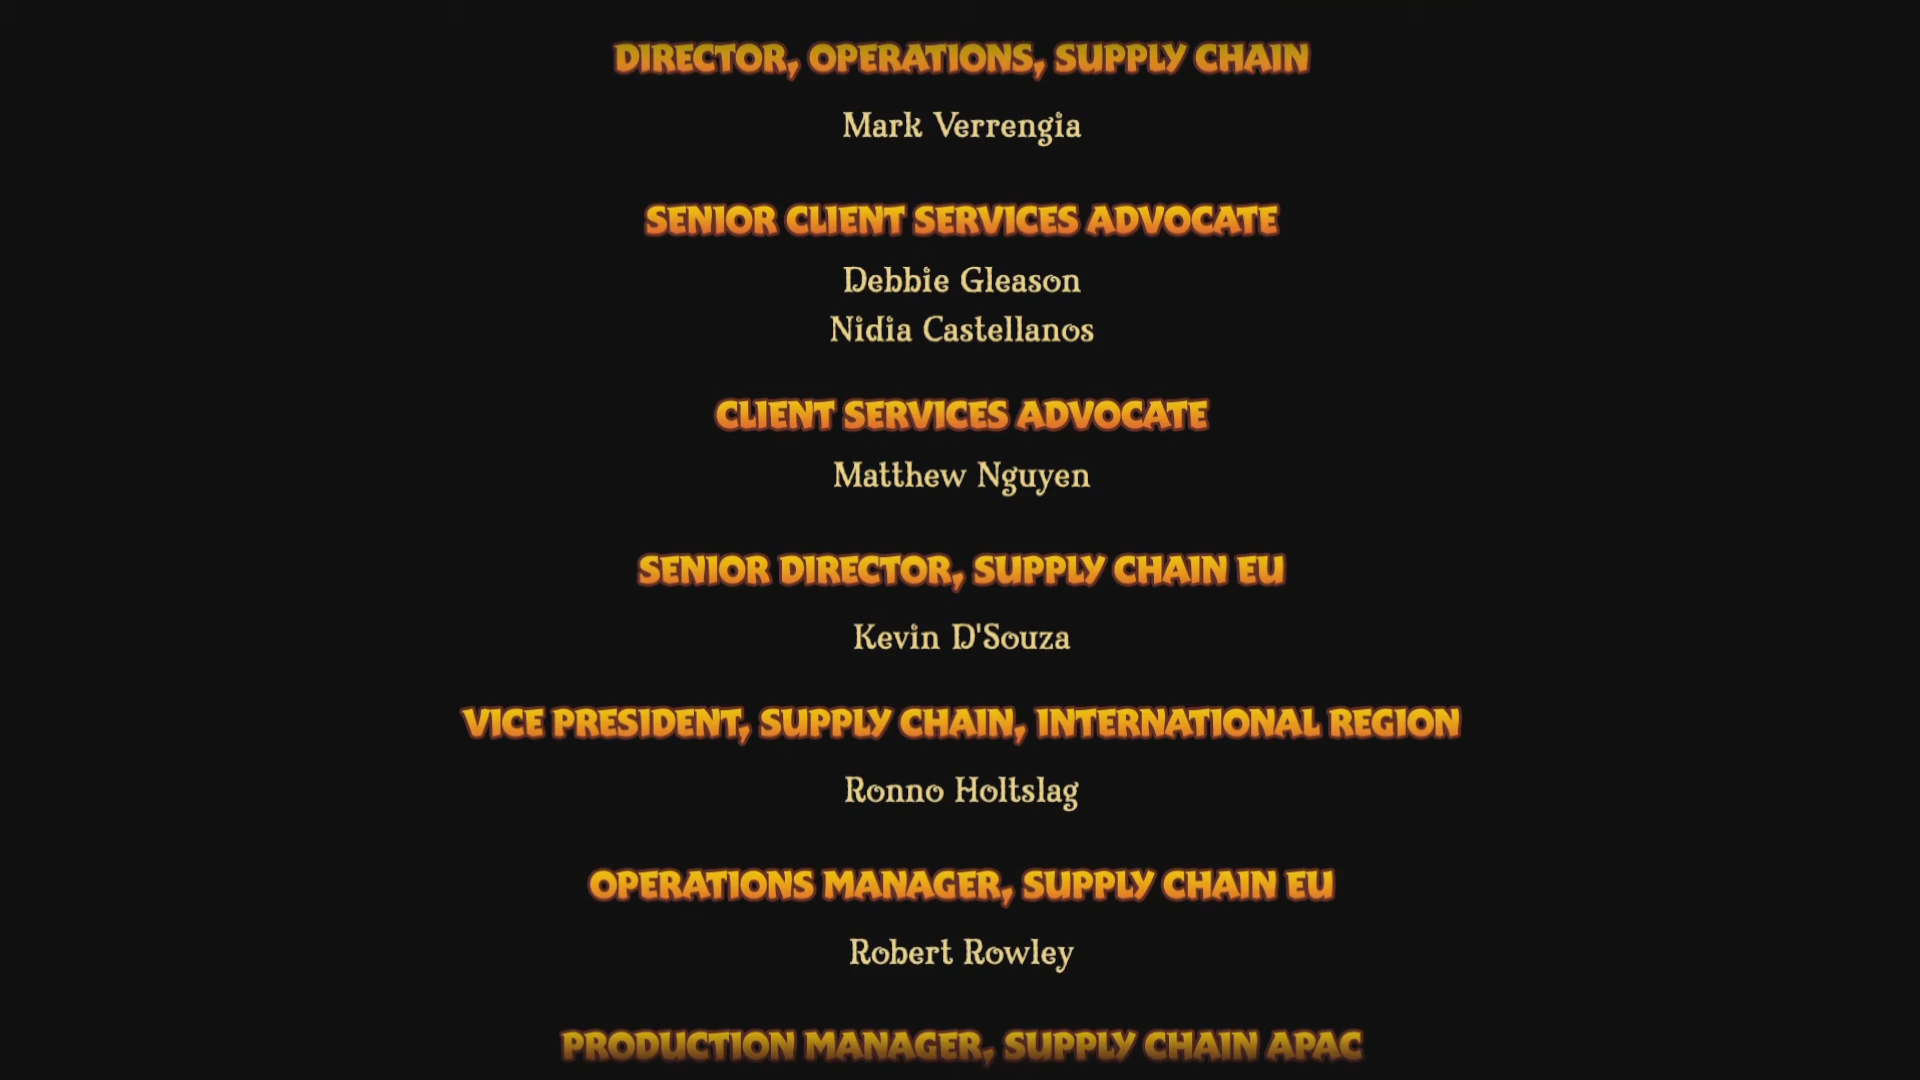 DIRECTOR, OPERATIONS, SUPPLY CHAIN
Mark Verrengia
SENIOR CLIENT SERVICES ADVOCATE
Debbie Gleason
Nidia Castellanos
CLIENT SERVICES ADVOCATE
Matthew Nguyen
SENIOR DIRECTOR, SUPPLY CHAIN EU
Kevin D'Souza
VICE PRESIDENT, SUPPLY CHAIN, INTERNATIONAL REGION
Ronno Holtslag
OPERATIONS MANAGER, SUPPLY CHAIN EU
Robert Rowley
PRODUCTION MANAGER, SUPPLY CHAIN APAC